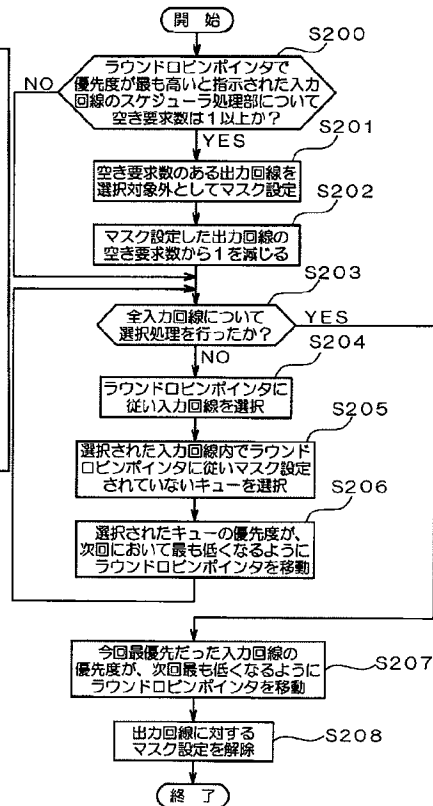 開 始
S200
ラウンドロビンポインタで
優先度が最も高いと指示された入力
回線のスケジューラ処理部について
空き要求数は1以上か?
NO
YES
S201
空き要求数のある出力回線を
選択対象外としてマスク設定
S202
マスク設定した出力回線の
空き要求数から1を減じる
S203
全入力回線について
選択処理を行ったか?
YES
NO
S204
ラウンドロビンポインタに
従い入力回線を選択
S205
選択された入力回線内でラウンド
ロビンポインタに従いマスク設定
されていないキューを選択
S206
選択されたキューの優先度が、
次回において最も低くなるように
ラウンドロビンポインタを移動
今回最優先だった入力回線の
優先度が、次回最も低くなるように
ラウンドロビンポインタを移動
S207
出力回線に対する
マスク設定を解除
S208
終 了